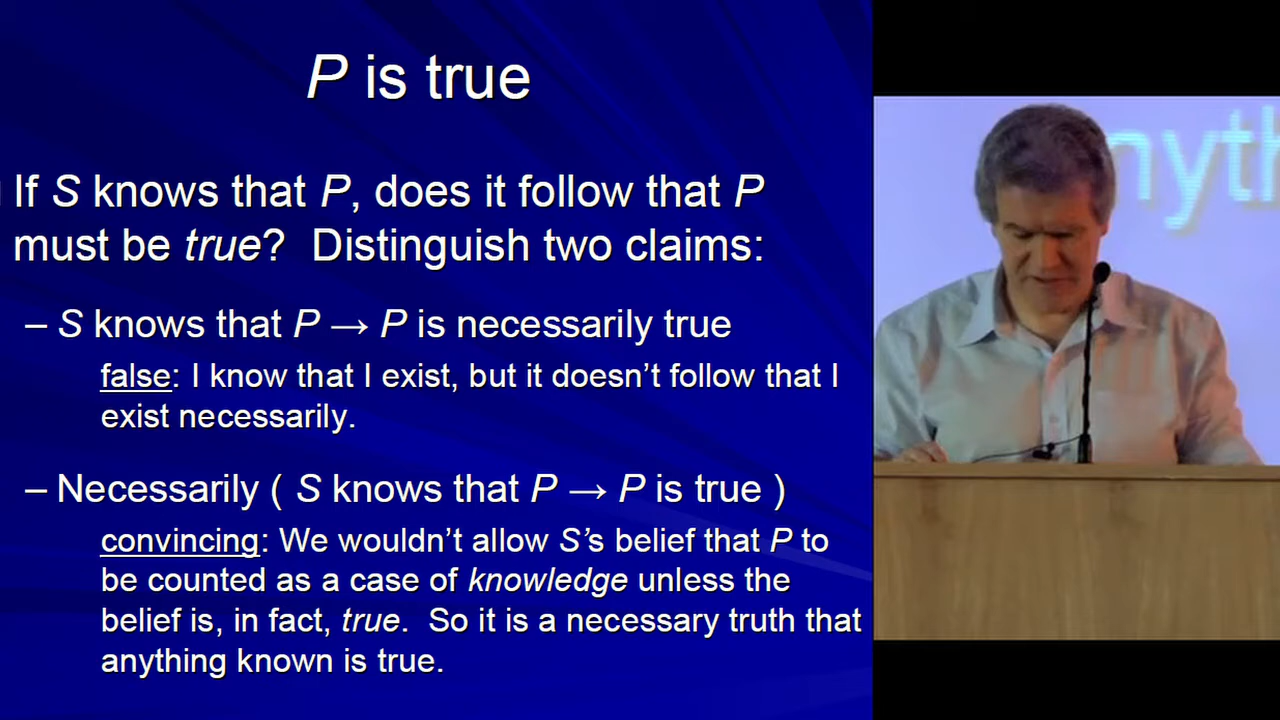 P is true
If S knows that P, does it follow that P
must be true? Distinguish two claims:
– S knows that P → P is necessarily true
false: I know that I exist, but it doesn’t follow that I
exist necessarily.
– Necessarily ( S knows that P → P is true )
convincing: We wouldn’t allow S’s belief that P to
be counted as a case of knowledge unless the
belief is, in fact, true. So it is a necessary truth that
anything known is true.
nyth